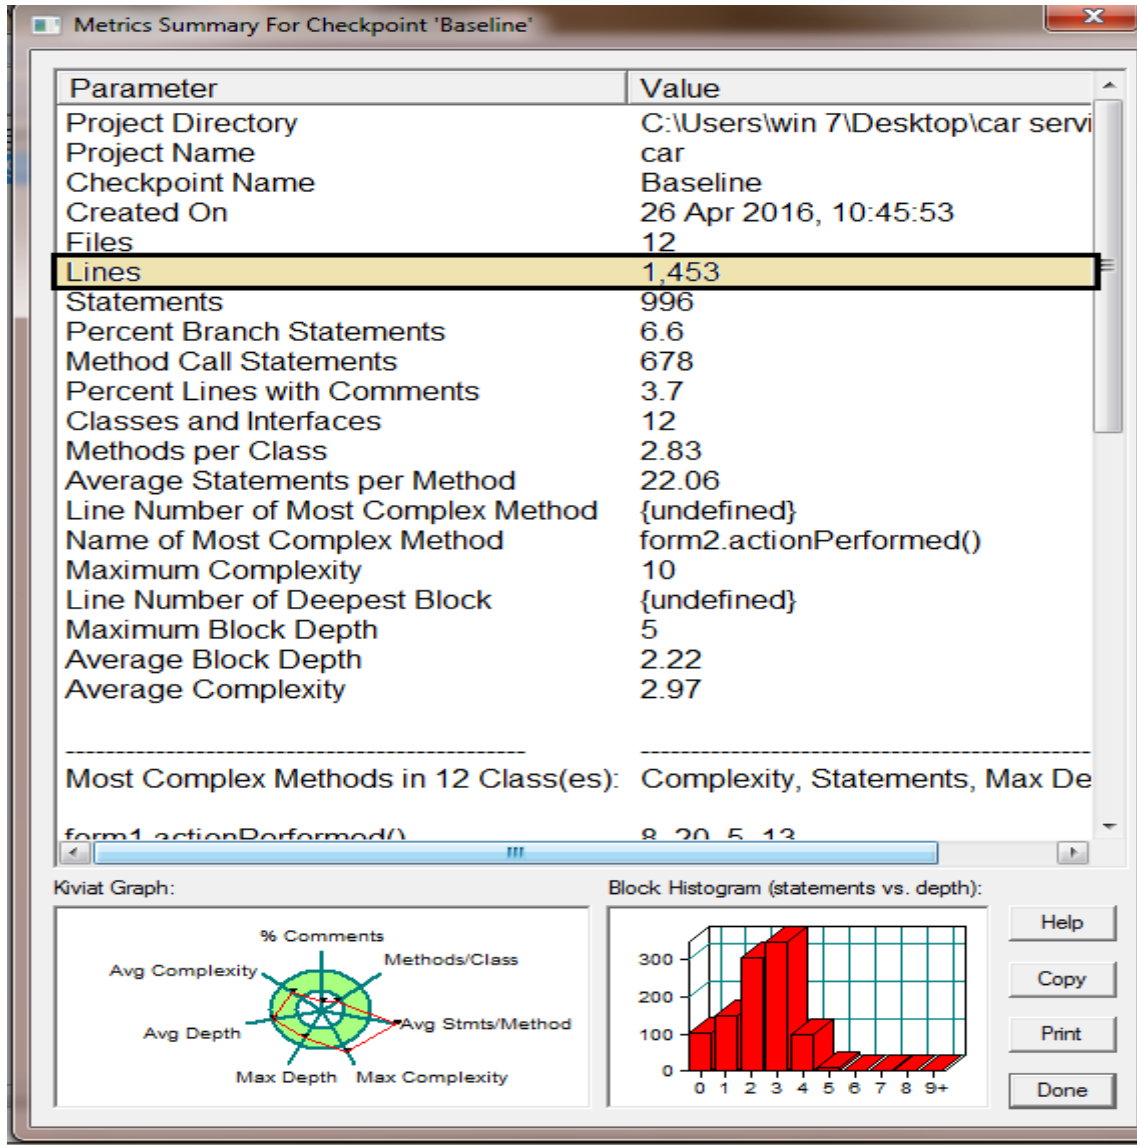 Metrics Summary For Checkpoint 'Baseline'
Parameter Value
Project Directory C:\Users\win 7\Desktop\car servi
Project Name car
Checkpoint Name Baseline
Created On 26 Apr 2016, 10:45:53
Files 12
Lines 1,453
Statements 996
Percent Branch Statements 6.6
Method Call Statements 678
Percent Lines with Comments 3.7
Classes and Interfaces 12
Methods per Class 2.83
Average Statements per Method 22.06
Line Number of Most Complex Method {undefined}
Name of Most Complex Method form2.actionPerformed()
Maximum Complexity 10
Line Number of Deepest Block {undefined}
Maximum Block Depth 5
Average Block Depth 2.22
Average Complexity 2.97
Most Complex Methods in 12 Class(es): Complexity, Statements, Max De
form1.actionPerformed() 8, 20, 5, 13
Kiviat Graph:
% Comments
Methods/Class
Avg Complexity
Avg Stmts/Method
Avg Depth
Max Depth
Max Complexity
Block Histogram (statements vs. depth):
300
200
100
0
0 1 2 3 4 5 6 7 8 9+
Help
Copy
Print
Done